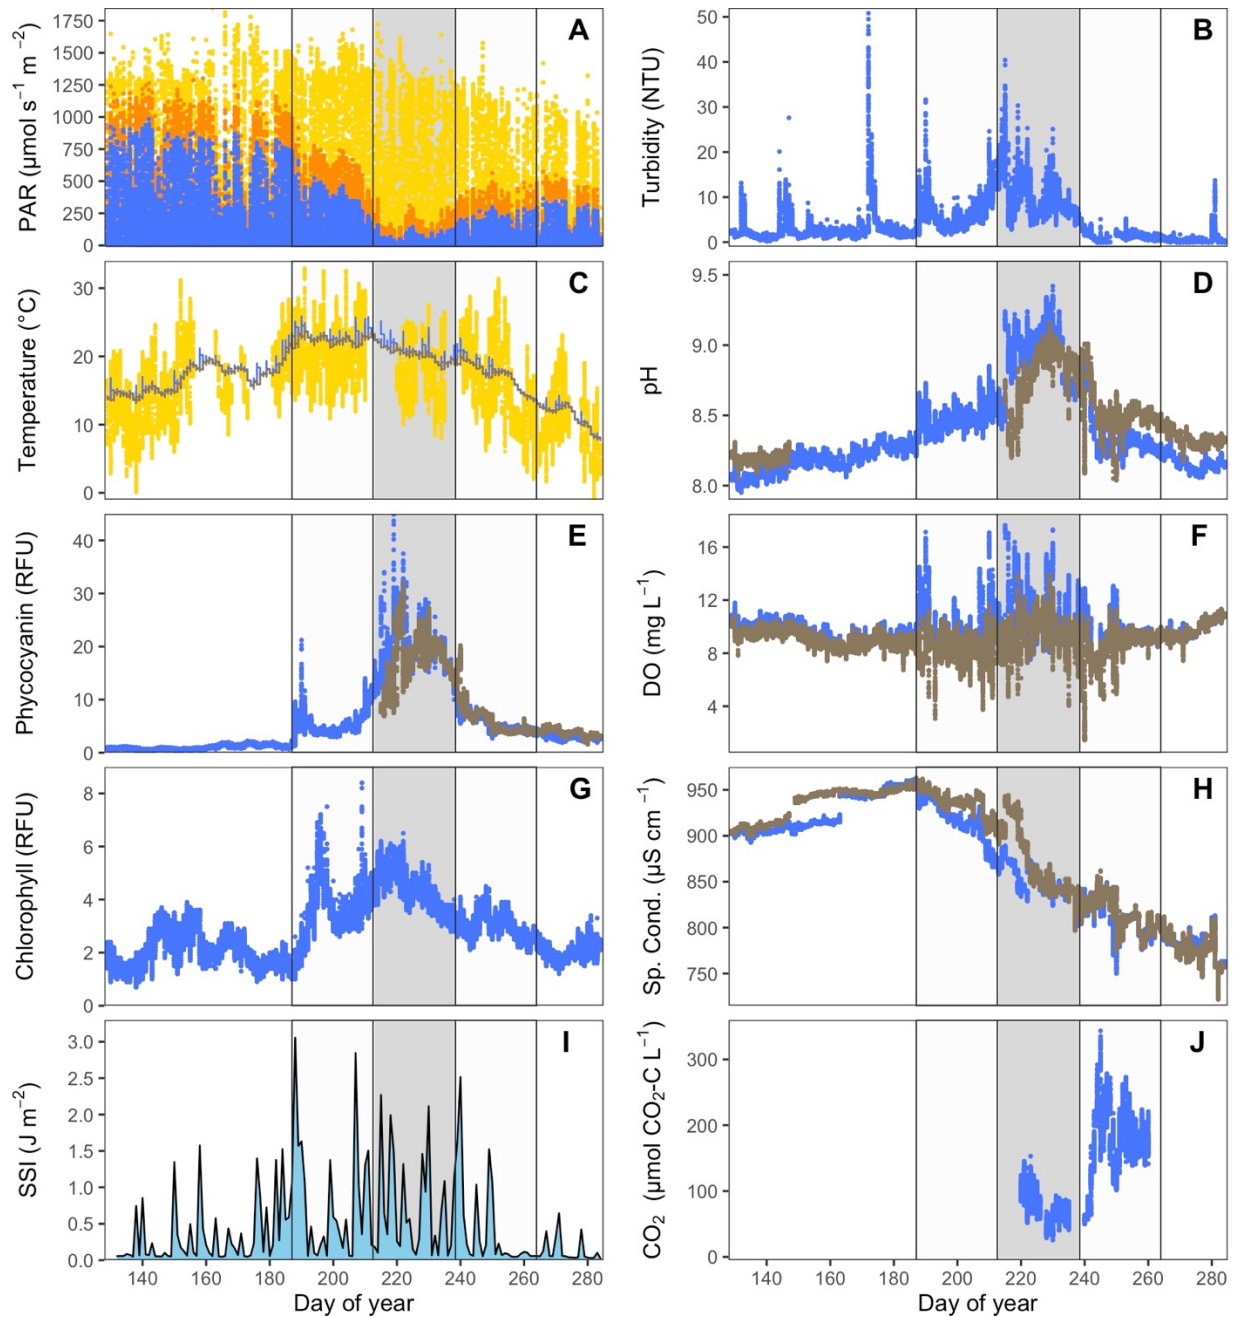 A
PAR (µmol s⁻¹ m⁻²)
1750
1500
1250
1000
750
500
250
0
B
Turbidity (NTU)
50
40
30
20
10
0
C
Temperature (°C)
30
20
10
0
D
pH
9.5
9.0
8.5
8.0
E
Phycocyanin (RFU)
40
30
20
10
0
F
DO (mg L⁻¹)
16
12
8
4
G
Chlorophyll (RFU)
8
6
4
2
0
H
Sp. Cond. (µS cm⁻¹)
950
900
850
800
750
I
SSI (J m⁻²)
3.0
2.5
2.0
1.5
1.0
0.5
0.0
140 160 180 200 220 240 260 280
Day of year
J
CO₂ (µmol CO₂-C L⁻¹)
300
200
100
0
140 160 180 200 220 240 260 280
Day of year